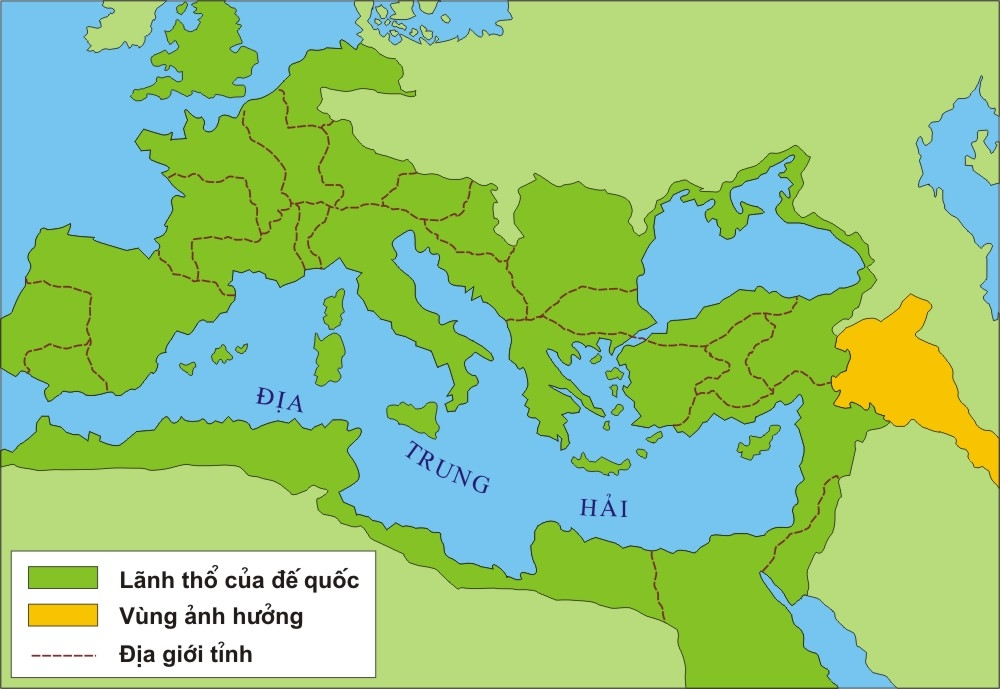 ĐỊA
TRUNG
HẢI
Lãnh thổ của đế quốc
Vùng ảnh hưởng
Địa giới tỉnh